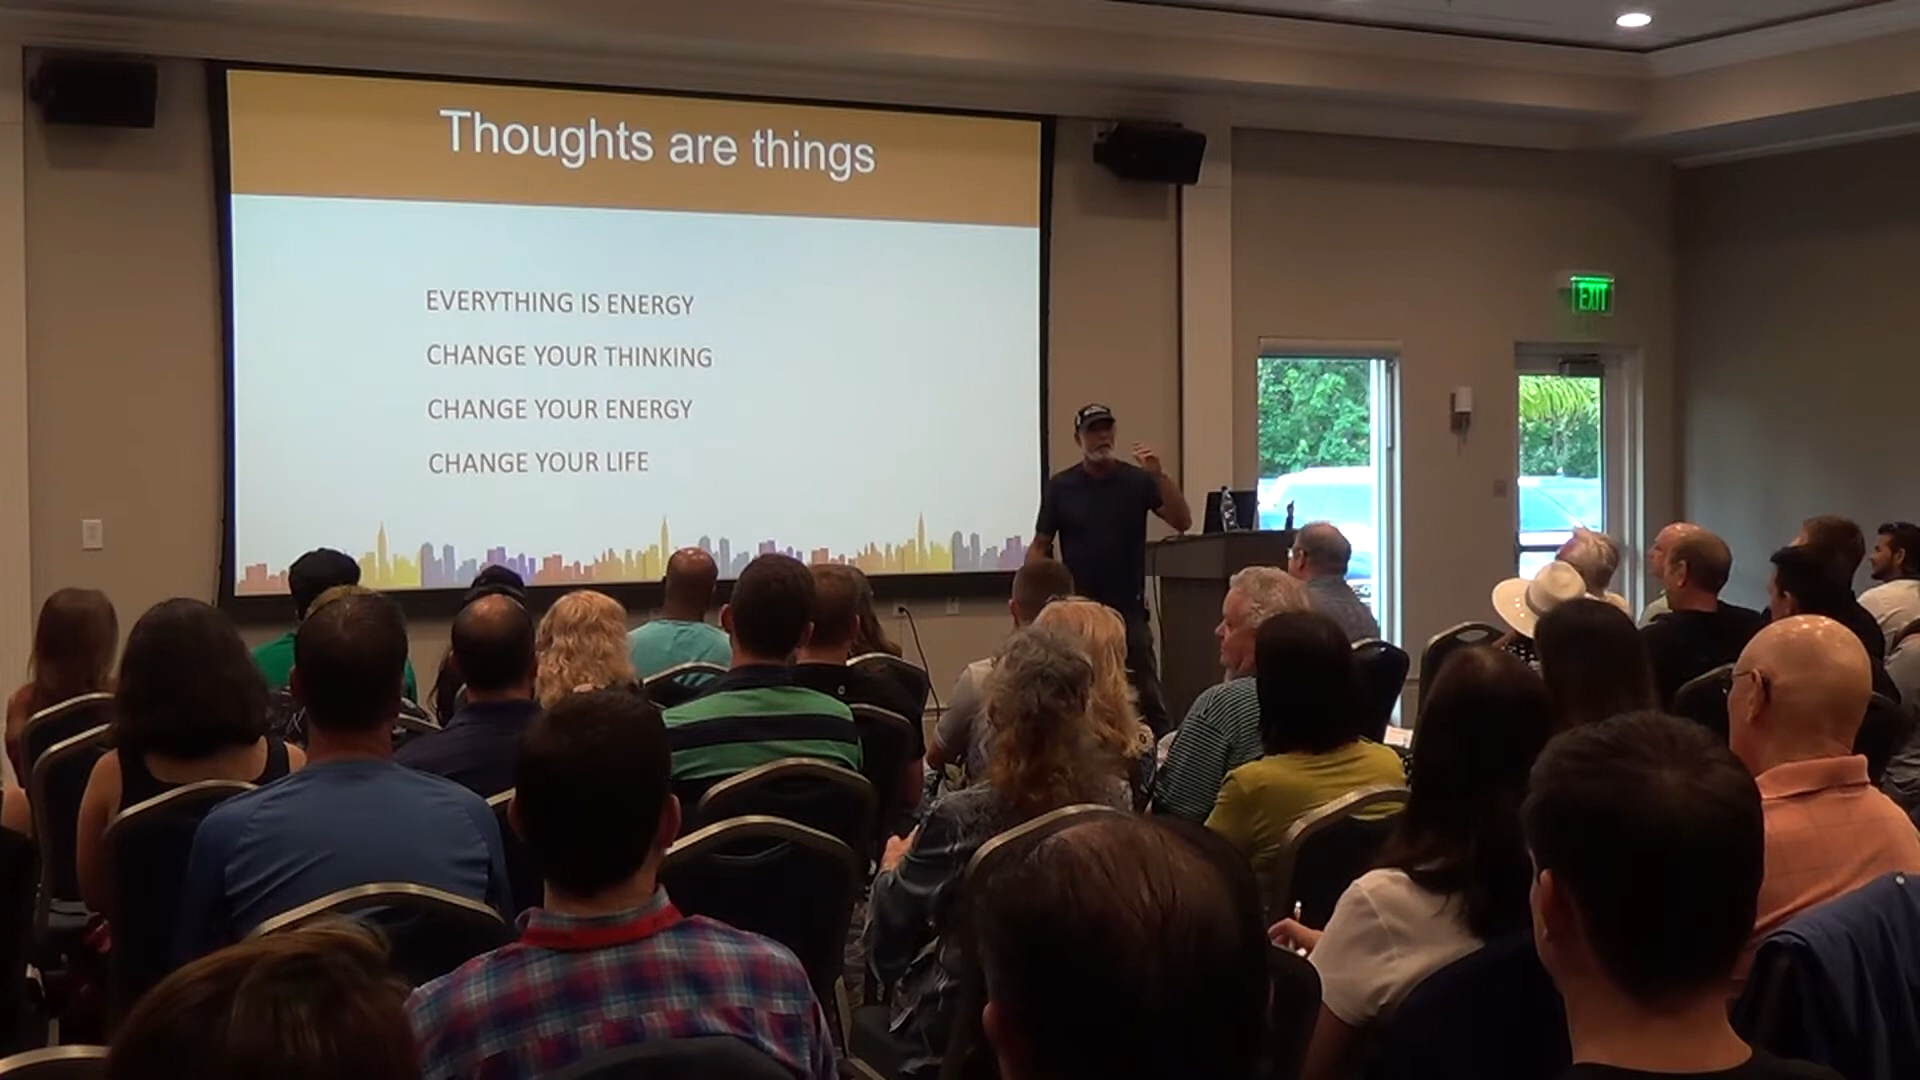 Thoughts are things
EVERYTHING IS ENERGY
CHANGE YOUR THINKING
CHANGE YOUR ENERGY
CHANGE YOUR LIFE
EXIT